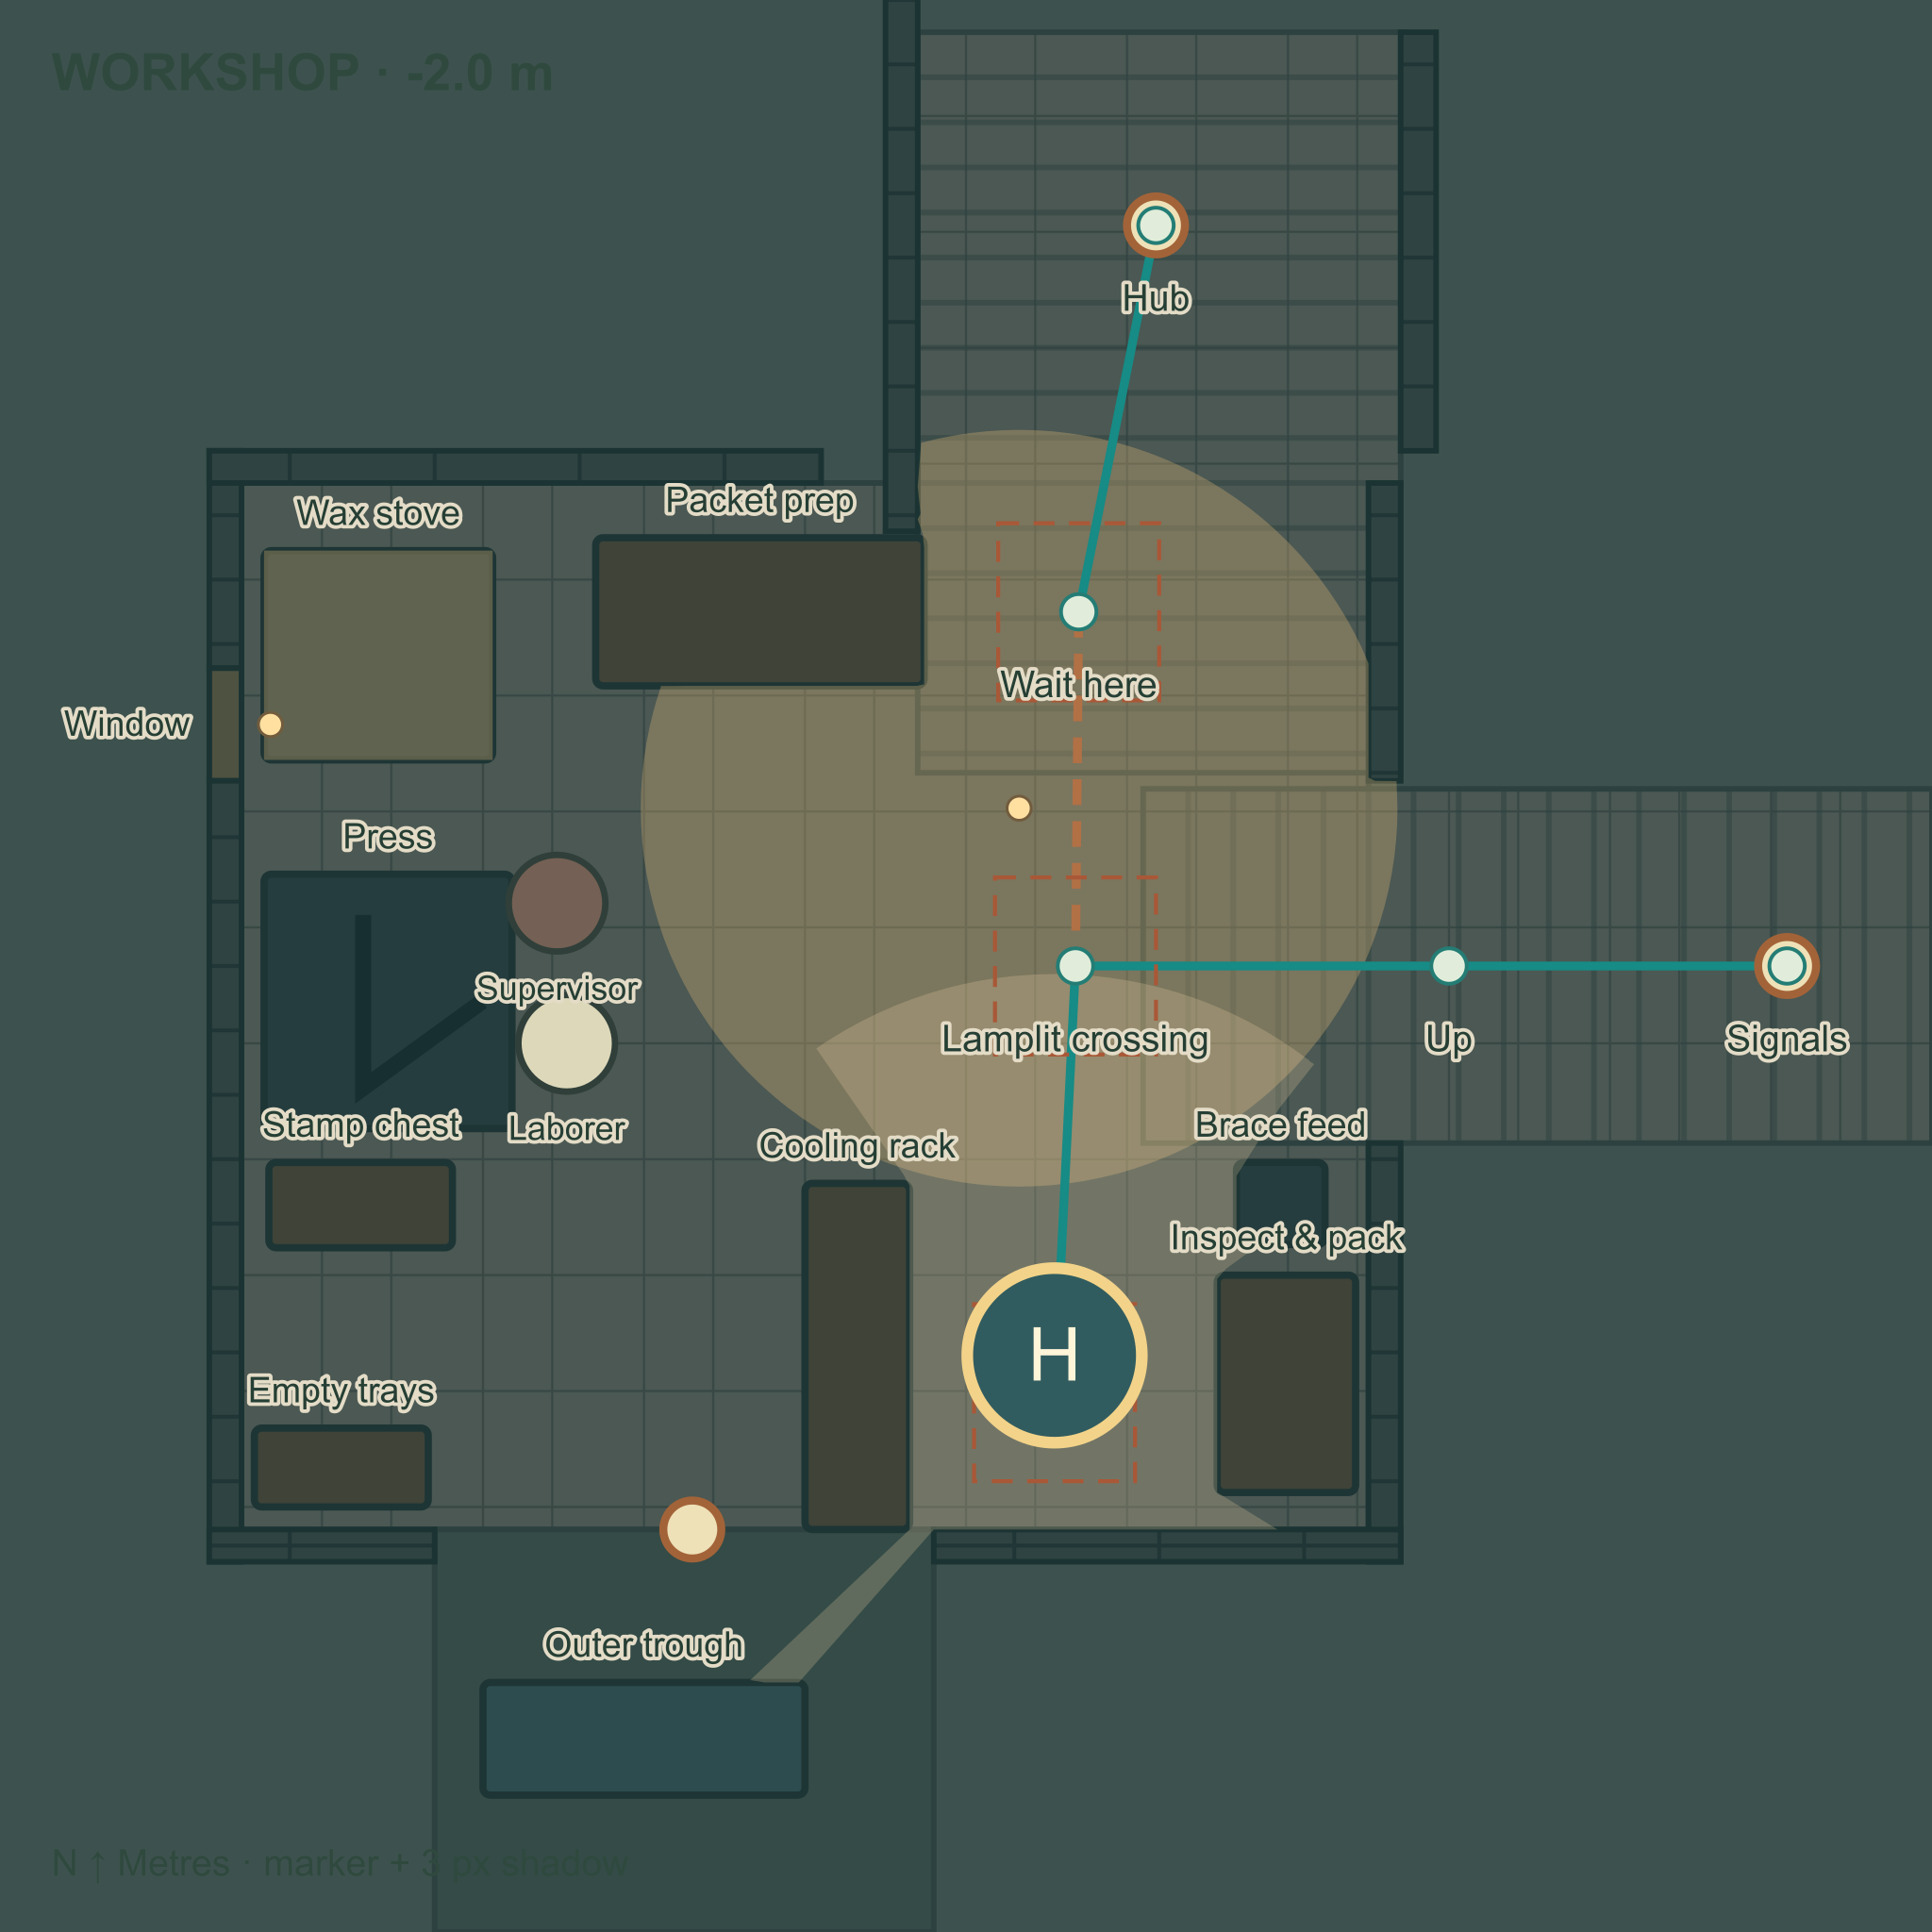 WORKSHOP · -2.0 m
Hub
Wax stove
Packet prep
Wait here
Window
Press
Supervisor
Lamplit crossing
Up
Signals
Stamp chest
Laborer
Cooling rack
Brace feed
Inspect & pack
H
Empty trays
Outer trough
N ↑ Metres · marker + 3 px shadow